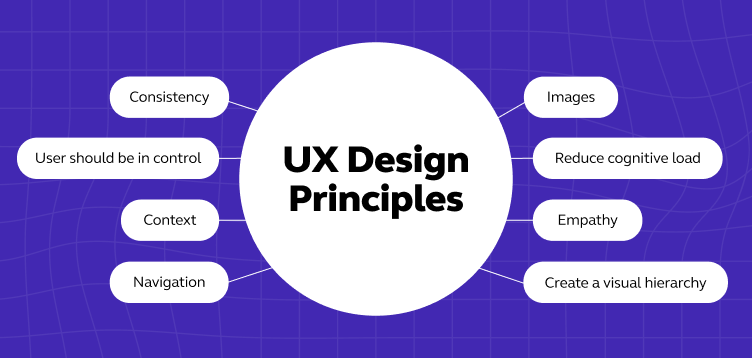 Consistency
User should be in control
Context
Navigation
UX Design
Principles
Images
Reduce cognitive load
Empathy
Create a visual hierarchy